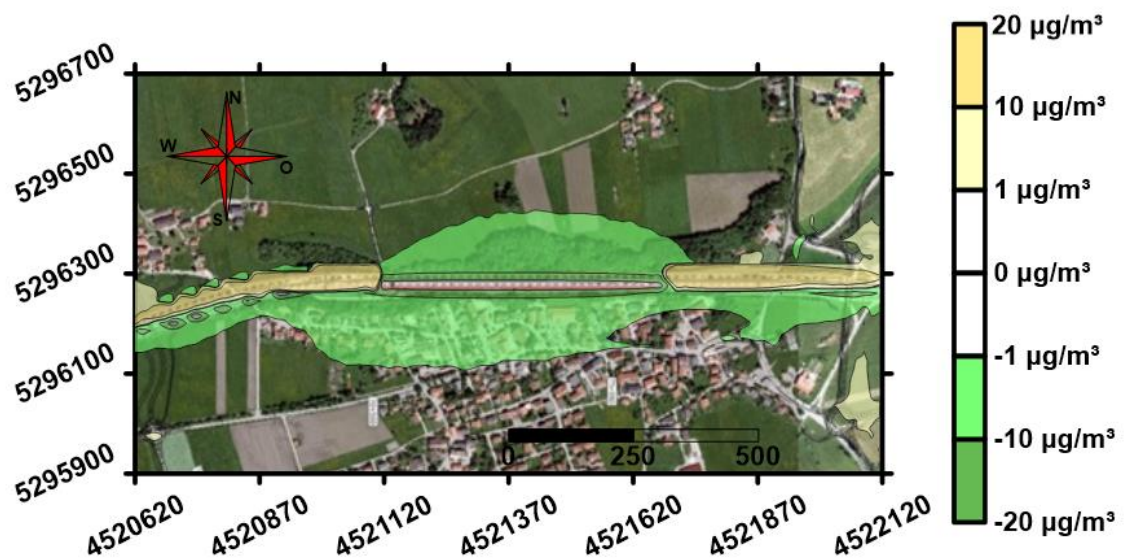 20 µg/m³
5296700
N
10 µg/m³
W
O
5296500
1 µg/m³
S
5296300
0 µg/m³
-1 µg/m³
5296100
-10 µg/m³
0 250 500
5295900
-20 µg/m³
4520620 4520870 4521120 4521370 4521620 4521870 4522120